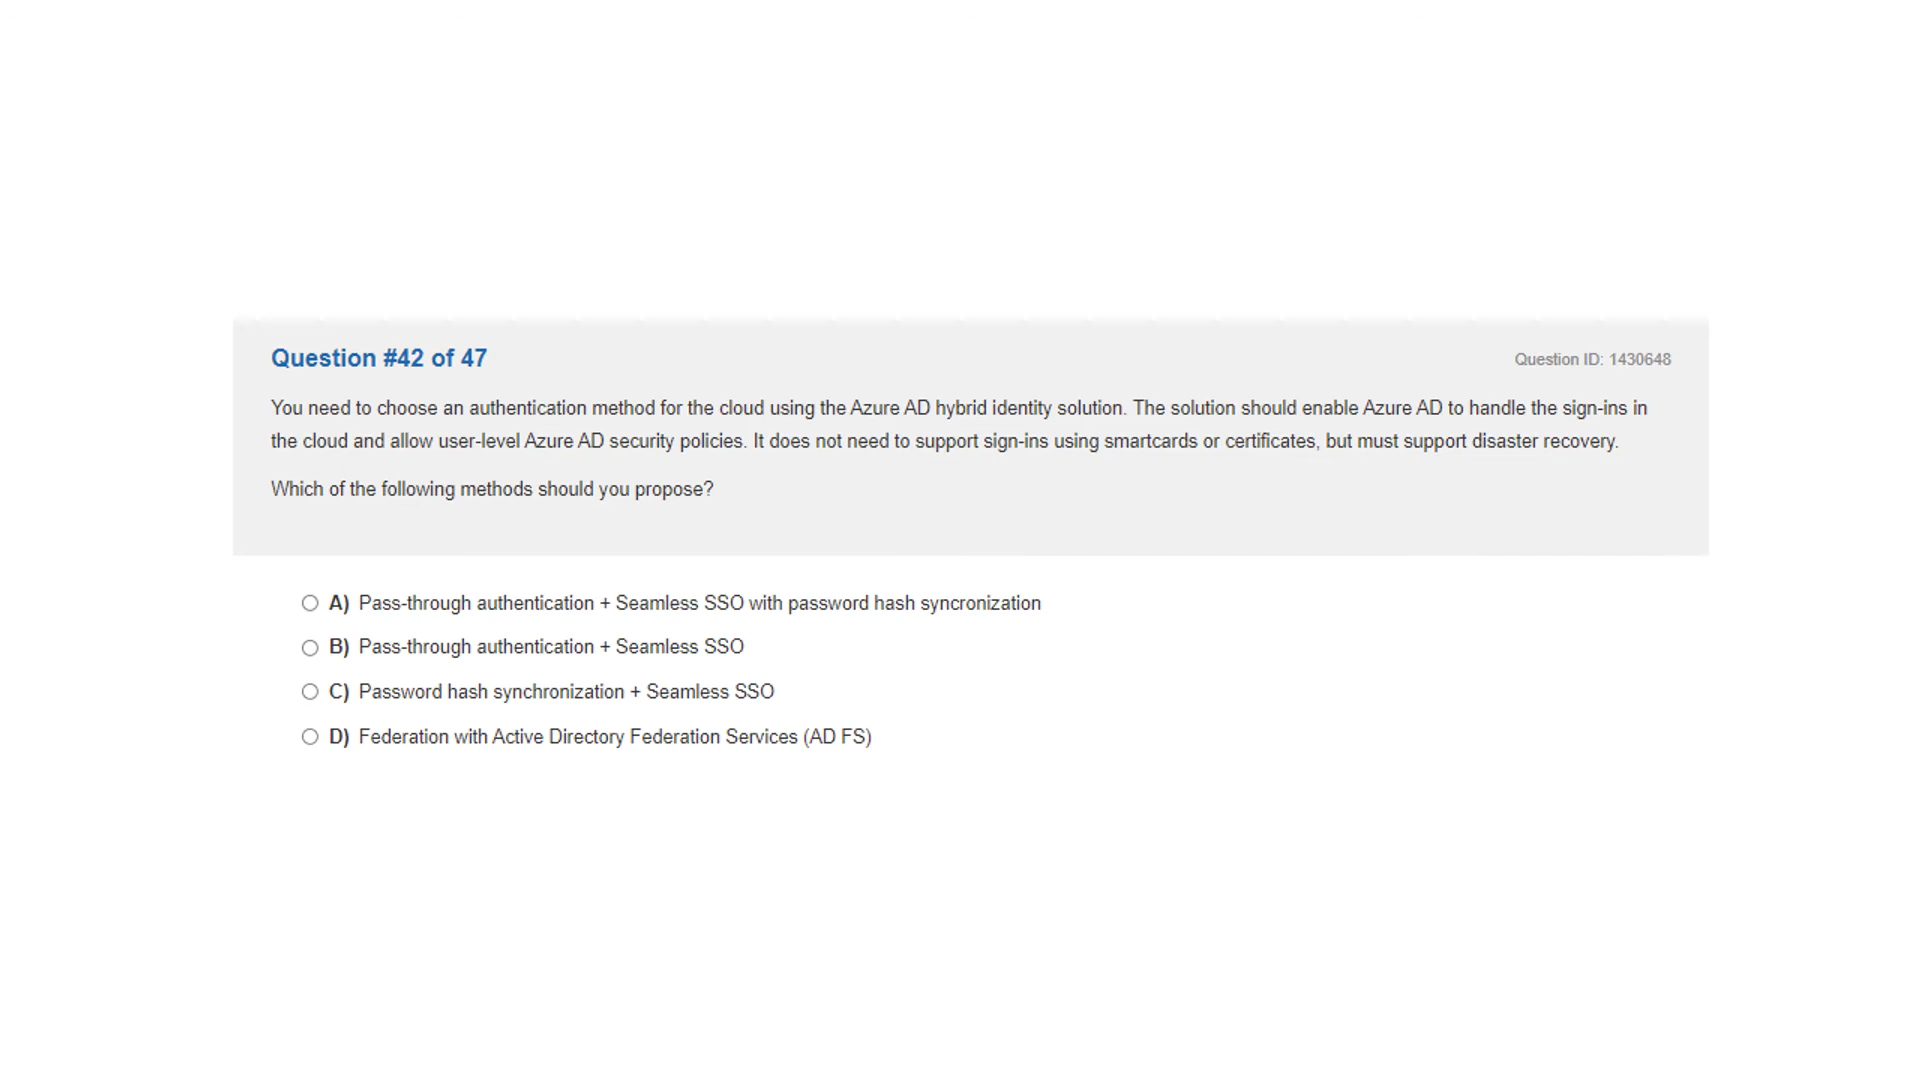 Question #42 of 47
Question ID: 1430648
You need to choose an authentication method for the cloud using the Azure AD hybrid identity solution. The solution should enable Azure AD to handle the sign-ins in
the cloud and allow user-level Azure AD security policies. It does not need to support sign-ins using smartcards or certificates, but must support disaster recovery.
Which of the following methods should you propose?
A) Pass-through authentication + Seamless SSO with password hash syncronization
B) Pass-through authentication + Seamless SSO
C) Password hash synchronization + Seamless SSO
D) Federation with Active Directory Federation Services (AD FS)